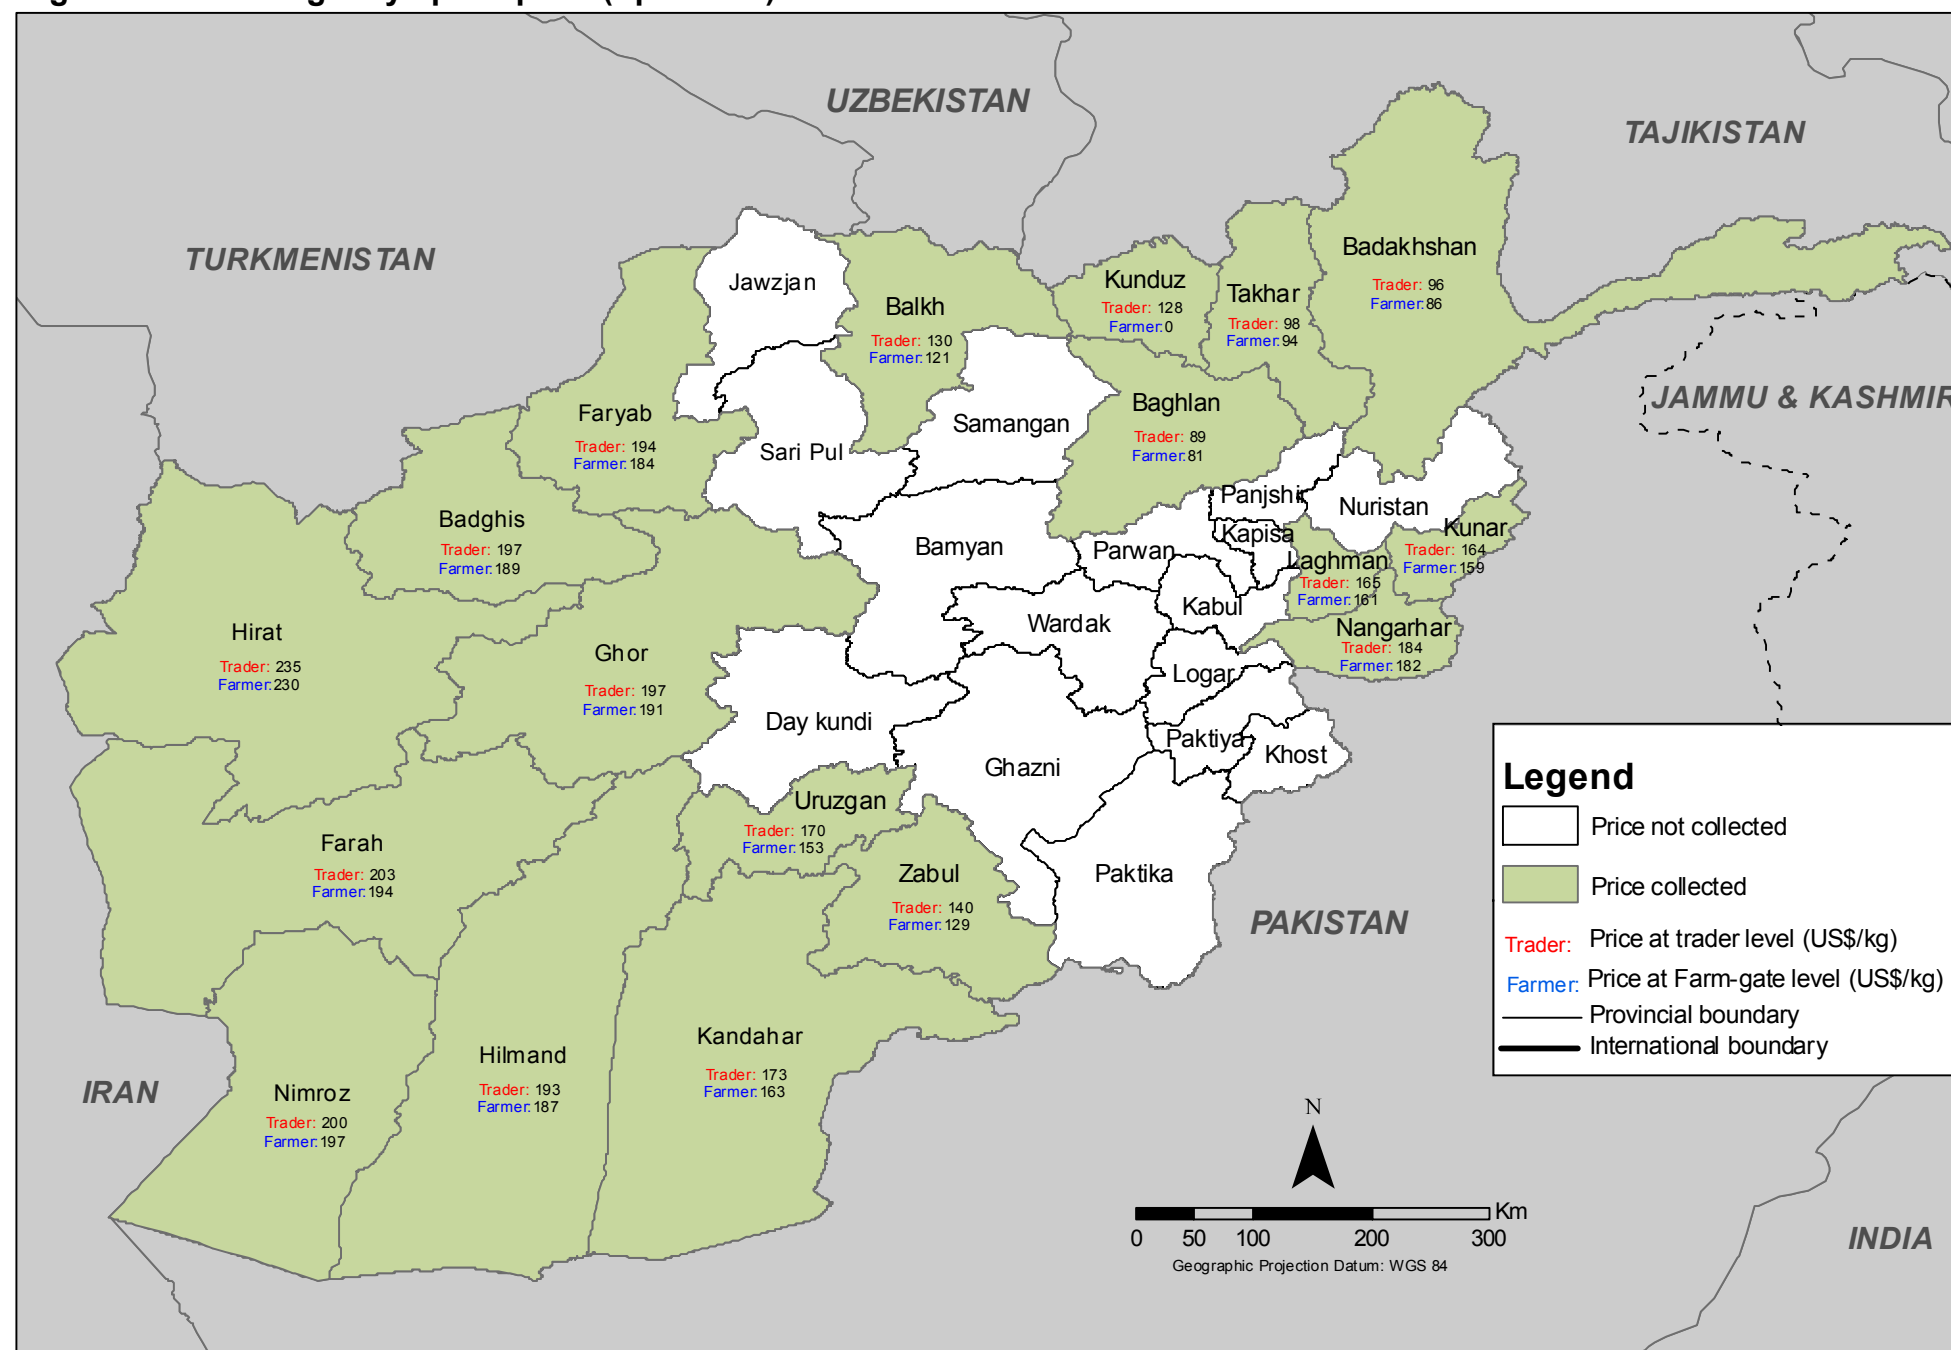 UZBEKISTAN
TAJIKISTAN
TURKMENISTAN
JAMMU & KASHMIR
Jawzjan
Balkh
Trader: 130
Farmer:121
Kunduz
Trader: 128
Farmer:0
Takhar
Trader: 98
Farmer:94
Badakhshan
Trader: 96
Farmer:86
Faryab
Trader: 194
Farmer:184
Sari Pul
Samangan
Baghlan
Trader: 89
Farmer:81
Badghis
Trader: 197
Farmer:189
Bamyan
Parwan
Panjshir
Kapisa
Nuristan
Kunar
Trader: 164
Farmer:159
Laghman
Trader: 165
Farmer:161
Hirat
Trader: 235
Farmer:230
Ghor
Trader: 197
Farmer:191
Wardak
Kabul
Nangarhar
Trader: 184
Farmer:182
Logar
Day kundi
Ghazni
Paktiya
Khost
Uruzgan
Trader: 170
Farmer:153
Farah
Trader: 203
Farmer:194
Zabul
Trader: 140
Farmer:129
Paktika
PAKISTAN
Kandahar
Trader: 173
Farmer:163
Hilmand
Trader: 193
Farmer:187
Nimroz
Trader: 200
Farmer:197
IRAN
INDIA
Legend
Price not collected
Price collected
Trader: Price at trader level (US$/kg)
Farmer: Price at Farm-gate level (US$/kg)
Provincial boundary
International boundary
N
Km
0 50 100 200 300
Geographic Projection Datum: WGS 84